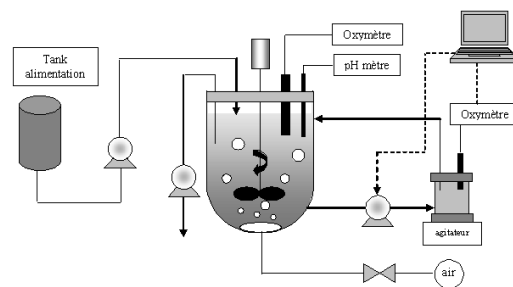 Tank
alimentation
Oxymètre
pH mètre
Oxymètre
agitateur
air